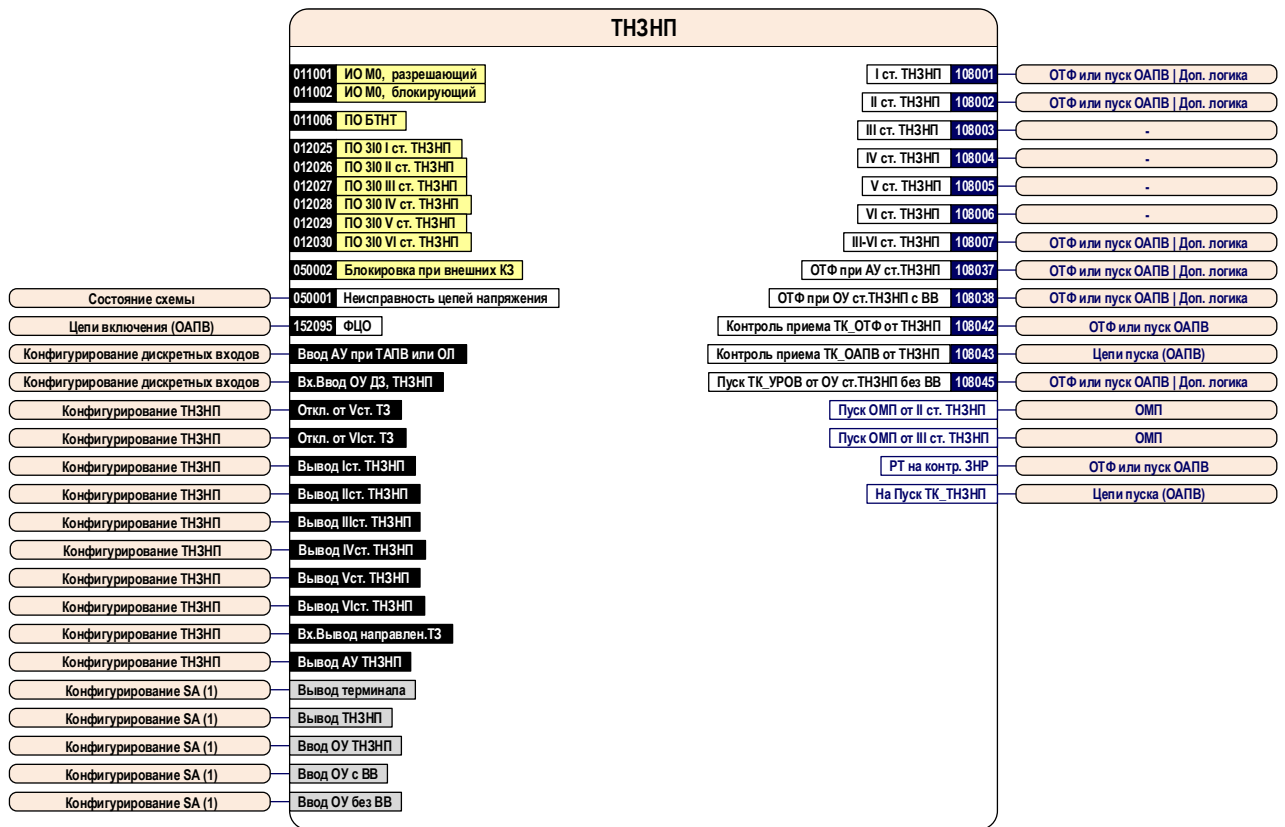 ТНЗНП
011001 ИО М0, разрешающий
011002 ИО М0, блокирующий
011006 ПО БТНТ
012025 ПО 3I0 I ст. ТНЗНП
012026 ПО 3I0 II ст. ТНЗНП
012027 ПО 3I0 III ст. ТНЗНП
012028 ПО 3I0 IV ст. ТНЗНП
012029 ПО 3I0 V ст. ТНЗНП
012030 ПО 3I0 VI ст. ТНЗНП
050002 Блокировка при внешних КЗ
Состояние схемы 050001 Неисправность цепей напряжения
Цепи включения (ОАПВ) 152095 ФЦО
Конфигурирование дискретных входов Ввод АУ при ТАПВ или ОЛ
Конфигурирование дискретных входов Вх.Ввод ОУ ДЗ, ТНЗНП
Конфигурирование ТНЗНП Откл. от Vст. ТЗ
Конфигурирование ТНЗНП Откл. от VIст. ТЗ
Конфигурирование ТНЗНП Вывод Iст. ТНЗНП
Конфигурирование ТНЗНП Вывод IIст. ТНЗНП
Конфигурирование ТНЗНП Вывод IIIст. ТНЗНП
Конфигурирование ТНЗНП Вывод IVст. ТНЗНП
Конфигурирование ТНЗНП Вывод Vст. ТНЗНП
Конфигурирование ТНЗНП Вывод VIст. ТНЗНП
Конфигурирование ТНЗНП Вх.Вывод направлен.ТЗ
Конфигурирование ТНЗНП Вывод АУ ТНЗНП
Конфигурирование SA (1) Вывод терминала
Конфигурирование SA (1) Вывод ТНЗНП
Конфигурирование SA (1) Ввод ОУ ТНЗНП
Конфигурирование SA (1) Ввод ОУ с ВВ
Конфигурирование SA (1) Ввод ОУ без ВВ
I ст. ТНЗНП 108001 ОТФ или пуск ОАПВ | Доп. логика
II ст. ТНЗНП 108002 ОТФ или пуск ОАПВ | Доп. логика
III ст. ТНЗНП 108003 -
IV ст. ТНЗНП 108004 -
V ст. ТНЗНП 108005 -
VI ст. ТНЗНП 108006 -
III-VI ст. ТНЗНП 108007 ОТФ или пуск ОАПВ | Доп. логика
ОТФ при АУ ст.ТНЗНП 108037 ОТФ или пуск ОАПВ | Доп. логика
ОТФ при ОУ ст.ТНЗНП с ВВ 108038 ОТФ или пуск ОАПВ | Доп. логика
Контроль приема ТК_ОТФ от ТНЗНП 108042 ОТФ или пуск ОАПВ
Контроль приема ТК_ОАПВ от ТНЗНП 108043 Цепи пуска (ОАПВ)
Пуск ТК_УРОВ от ОУ ст.ТНЗНП без ВВ 108045 ОТФ или пуск ОАПВ | Доп. логика
Пуск ОМП от II ст. ТНЗНП ОМП
Пуск ОМП от III ст. ТНЗНП ОМП
РТ на контр. ЗНР ОТФ или пуск ОАПВ
На Пуск ТК_ТНЗНП Цепи пуска (ОАПВ)